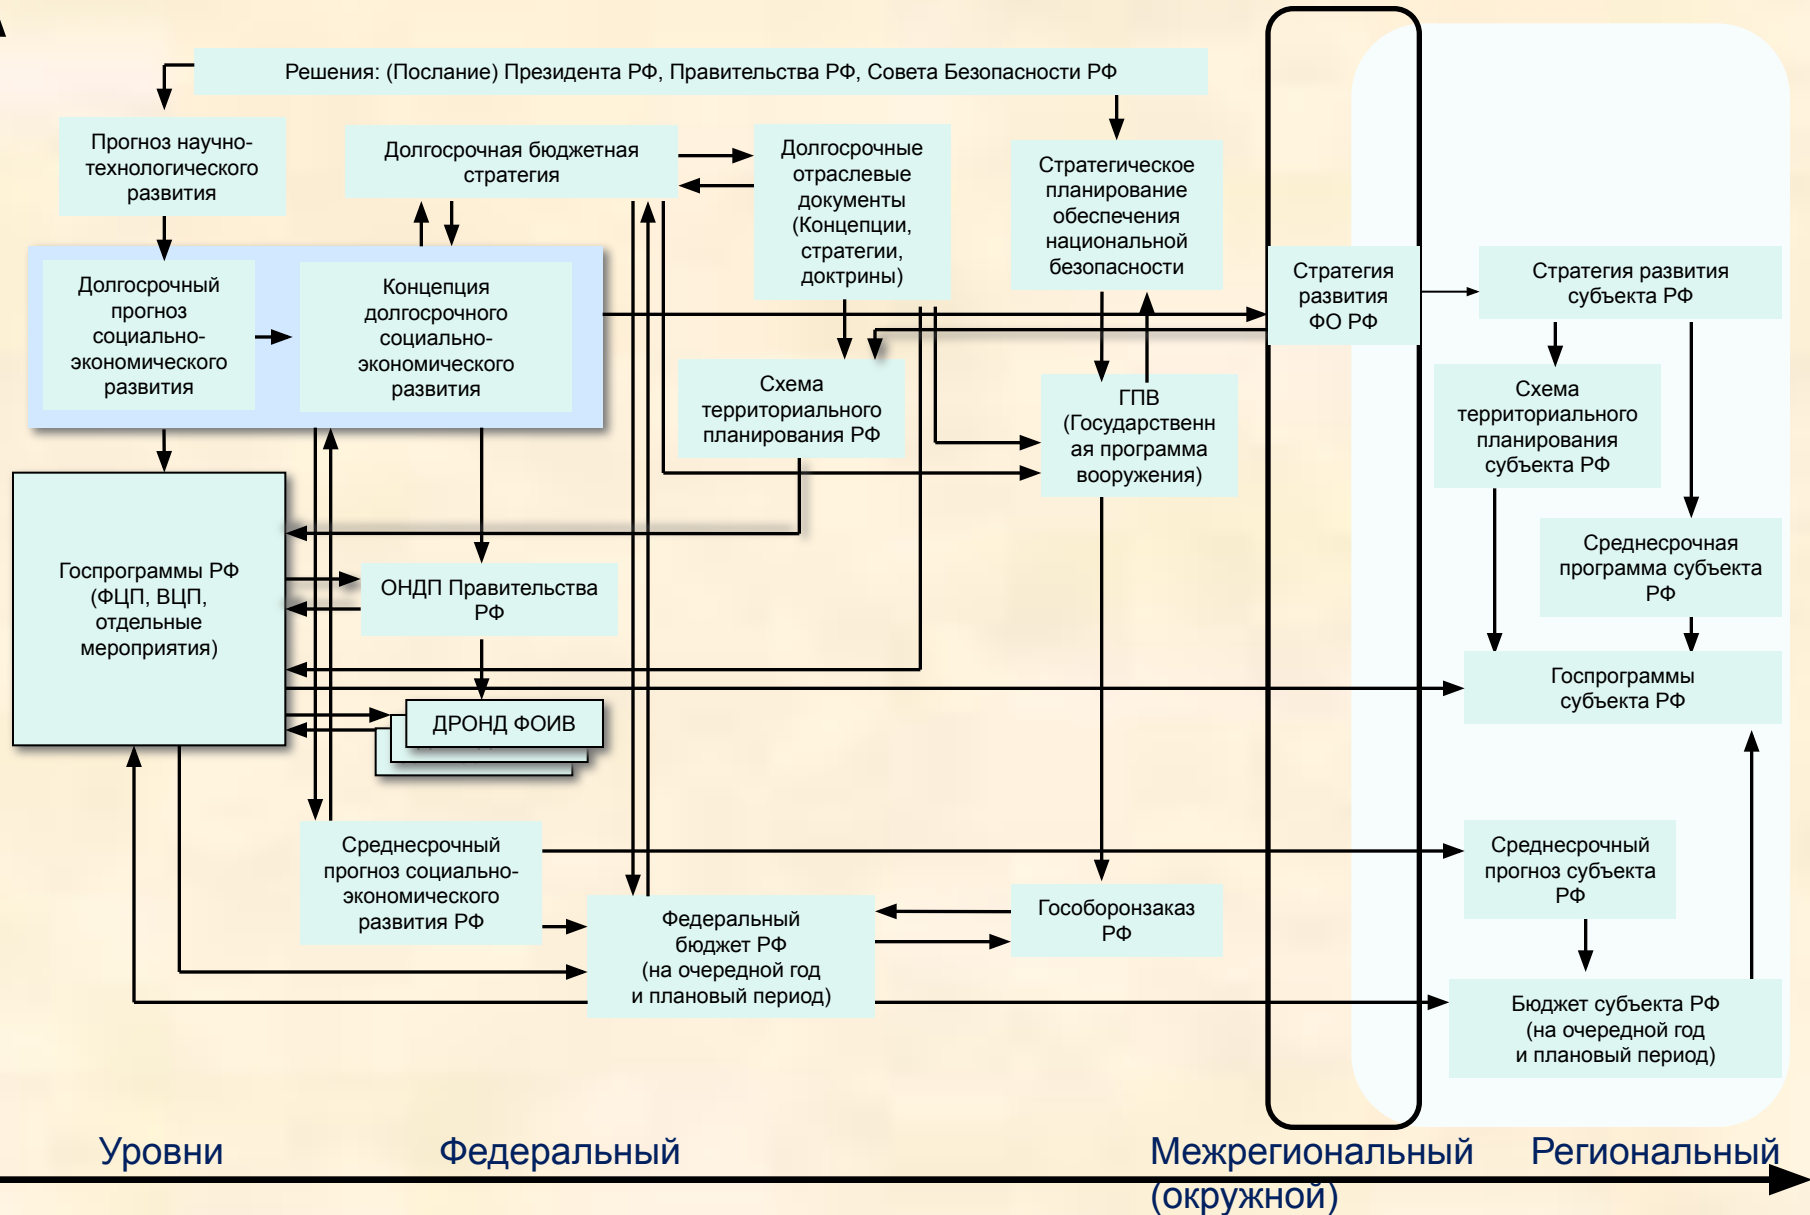 Решения: (Послание) Президента РФ, Правительства РФ, Совета Безопасности РФ
Прогноз научно-
технологического
развития
Долгосрочная бюджетная
стратегия
Долгосрочные
отраслевые
документы
(Концепции,
стратегии,
доктрины)
Стратегическое
планирование
обеспечения
национальной
безопасности
Долгосрочный
прогноз
социально-
экономического
развития
Концепция
долгосрочного
социально-
экономического
развития
Стратегия
развития
ФО РФ
Стратегия развития
субъекта РФ
Схема
территориального
планирования РФ
ГПВ
(Государственн
ая программа
вооружения)
Схема
территориального
планирования
субъекта РФ
Госпрограммы РФ
(ФЦП, ВЦП,
отдельные
мероприятия)
ОНДП Правительства
РФ
Среднесрочная
программа субъекта
РФ
Госпрограммы
субъекта РФ
ДРОНД ФОИВ
Среднесрочный
прогноз социально-
экономического
развития РФ
Федеральный
бюджет РФ
(на очередной год
и плановый период)
Гособоронзаказ
РФ
Среднесрочный
прогноз субъекта
РФ
Бюджет субъекта РФ
(на очередной год
и плановый период)
Уровни
Федеральный
Межрегиональный
(окружной)
Региональный